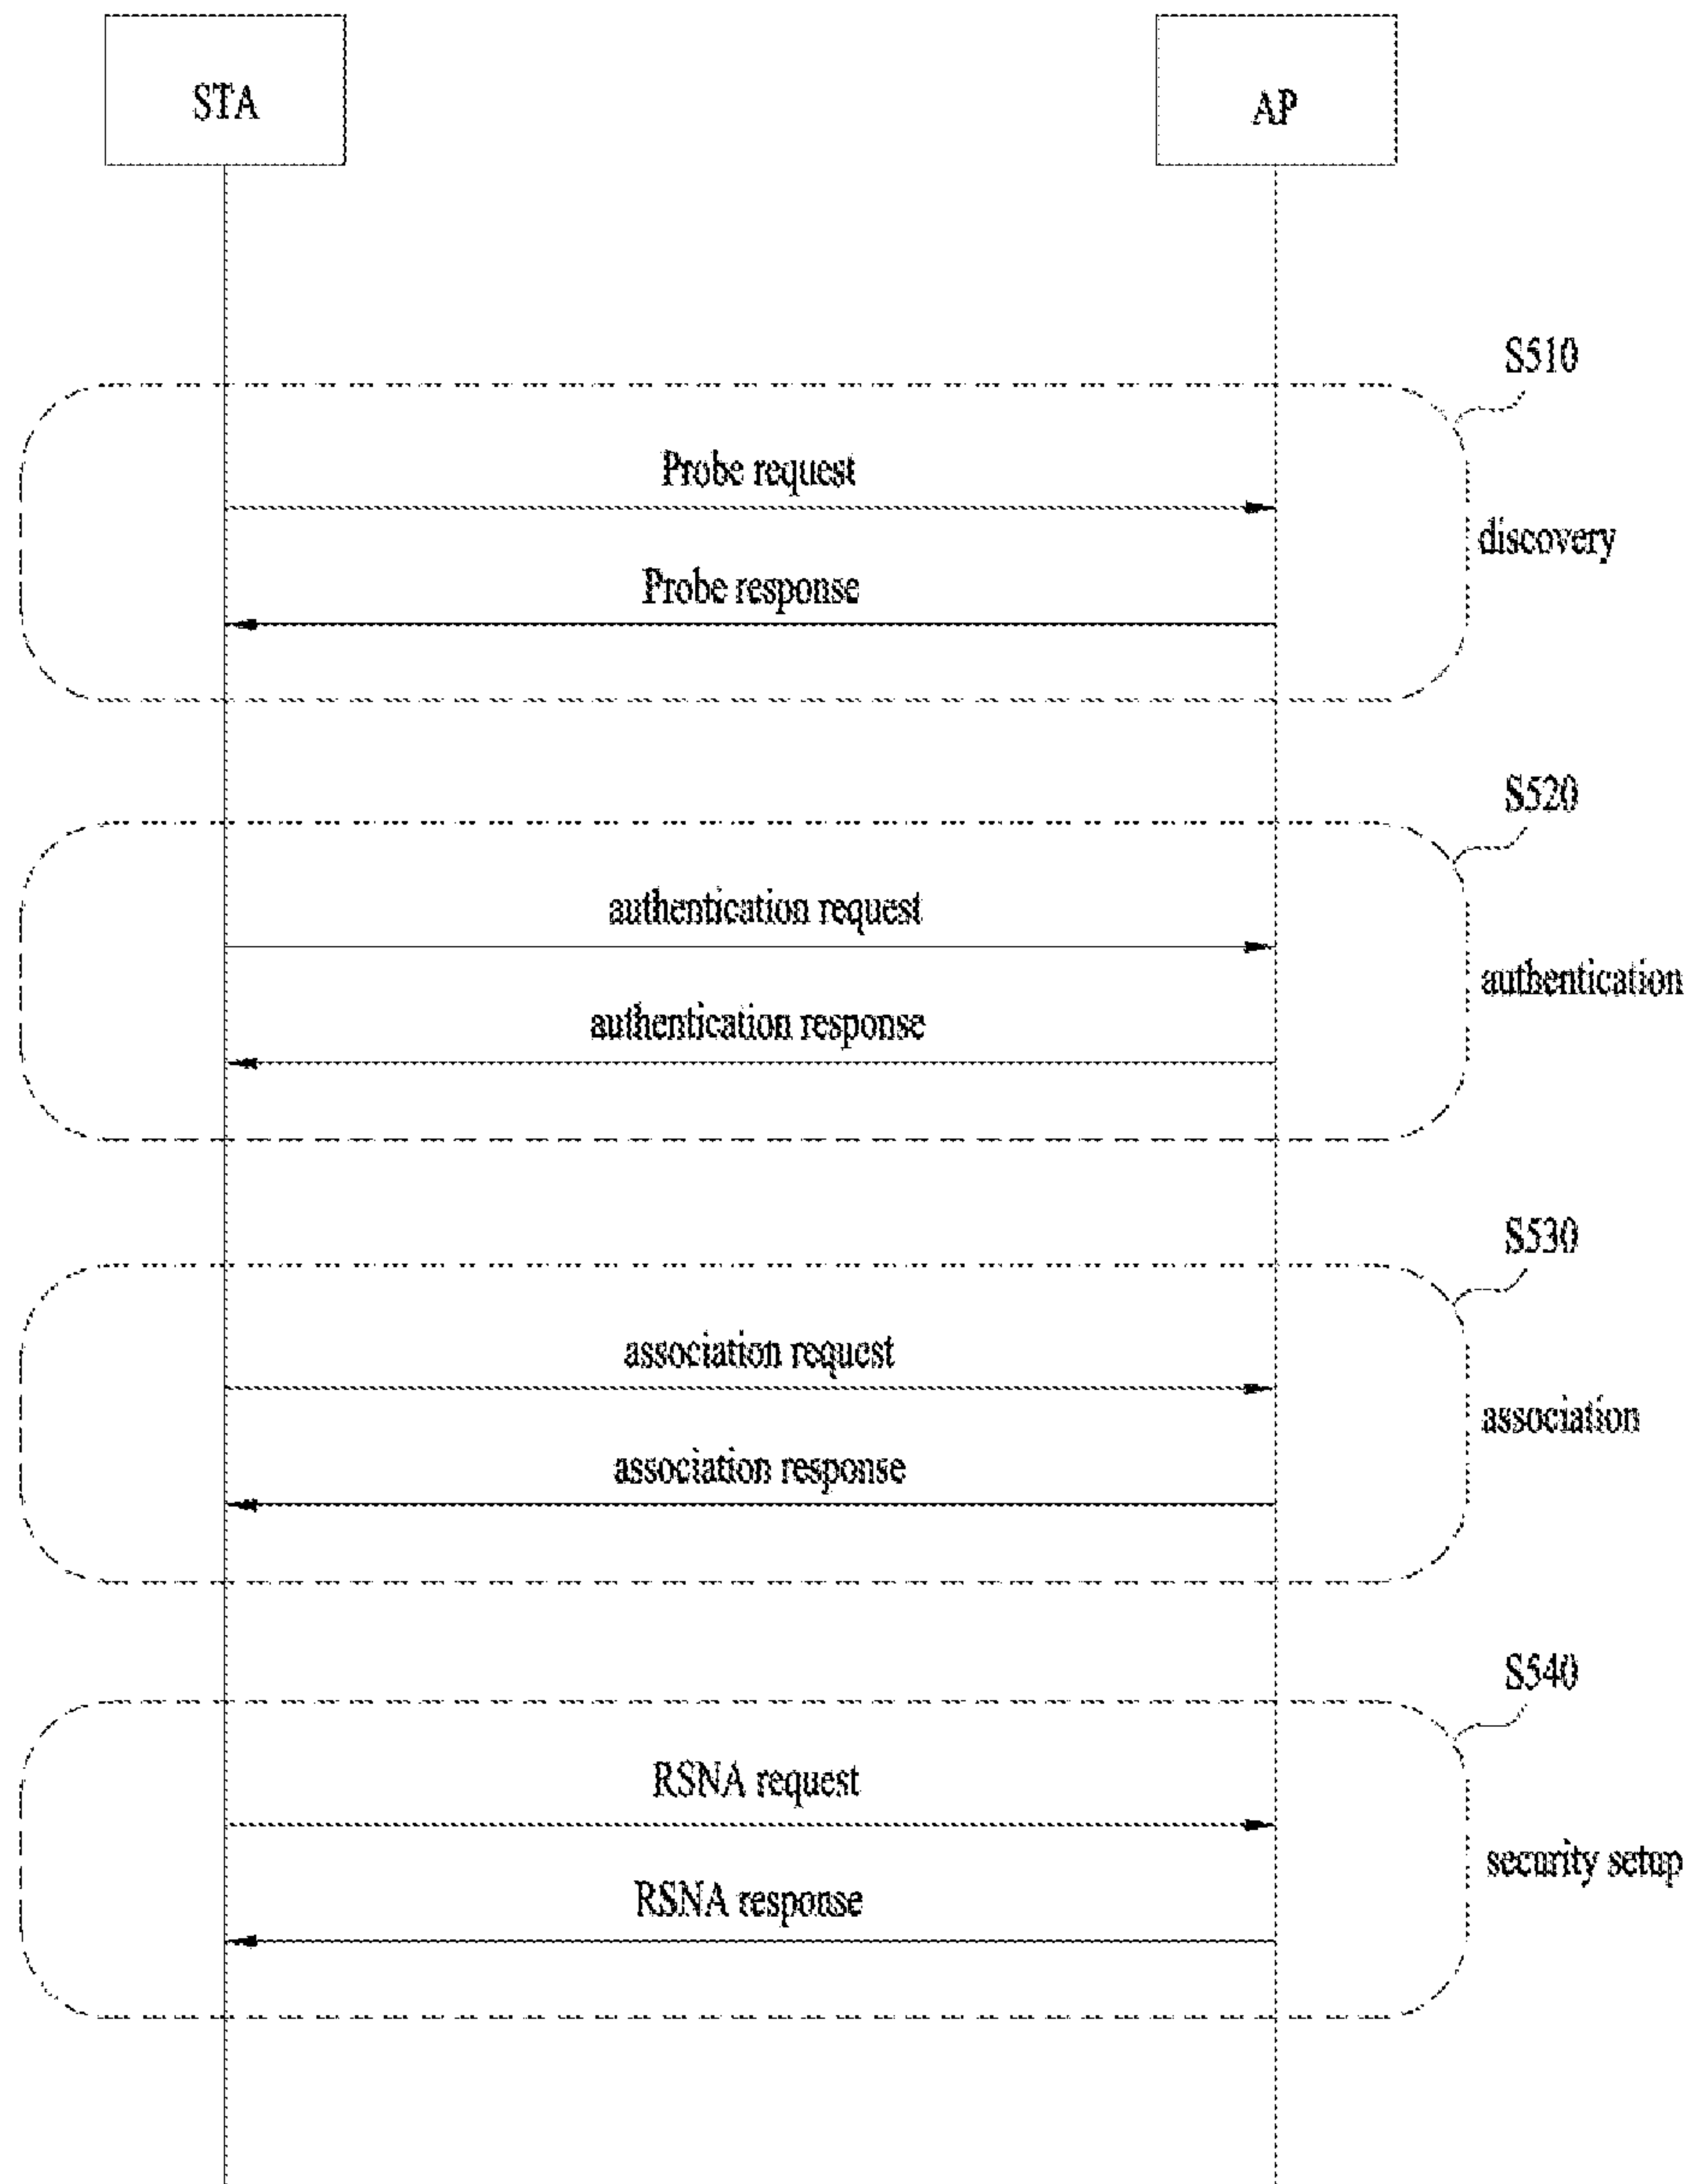 STA
AP
S510
Probe request
discovery
Probe response
S520
authentication request
authentication
authentication response
S530
association request
association
association response
S540
RSNA request
security setup
RSNA response